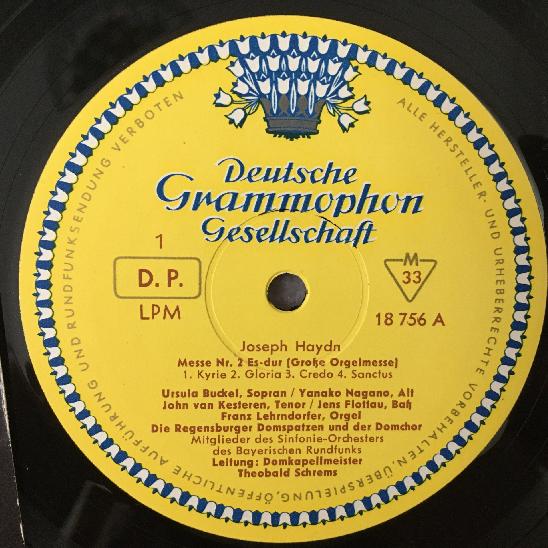 Deutsche
Grammophon
Gesellschaft
1
D. P.
LPM
M
33
18 756 A
Joseph Haydn
Messe Nr. 2 Es-dur (Große Orgelmesse)
1. Kyrie 2. Gloria 3. Credo 4. Sanctus
Ursula Buckel, Sopran / Yanako Nagano, Alt
John van Kesteren, Tenor / Jens Flottau, Baß
Franz Lehrndorfer, Orgel
Die Regensburger Domspatzen und der Domchor
Mitglieder des Sinfonie-Orchesters
des Bayerischen Rundfunks
Leitung: Domkapellmeister
Theobald Schrems
ALLE HERSTELLER- UND URHEBERRECHTE VORBEHALTEN, ÜBERSPIELUNG, ÖFFENTLICHE AUFFÜHRUNG UND RUNDFUNKSENDUNG VERBOTEN